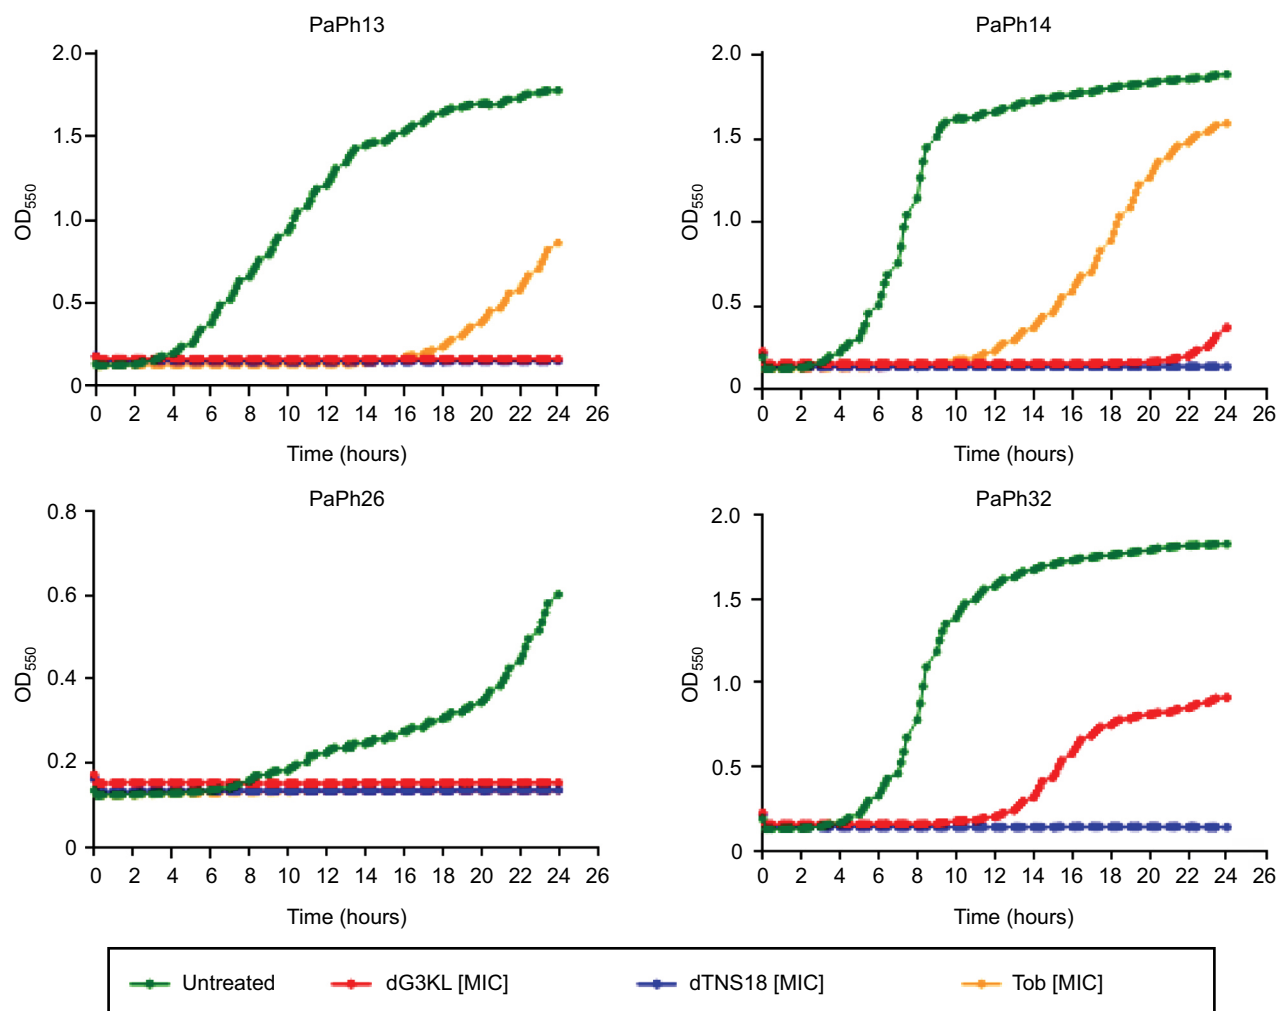 PaPh13
2.0
1.5
1.0
0.5
0
OD550
0 2 4 6 8 10 12 14 16 18 20 22 24 26
Time (hours)
PaPh14
2.0
1.5
1.0
0.5
0
OD550
0 2 4 6 8 10 12 14 16 18 20 22 24 26
Time (hours)
PaPh26
0.8
0.6
0.4
0.2
0
OD550
0 2 4 6 8 10 12 14 16 18 20 22 24 26
Time (hours)
PaPh32
2.0
1.5
1.0
0.5
0
OD550
0 2 4 6 8 10 12 14 16 18 20 22 24 26
Time (hours)
Untreated dG3KL [MIC] dTNS18 [MIC] Tob [MIC]